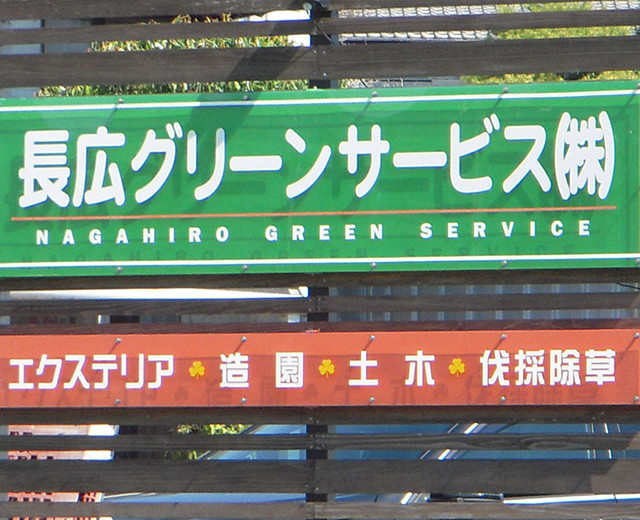 長広グリーンサービス㈱
NAGAHIRO GREEN SERVICE
エクステリア 造園 土木 伐採除草